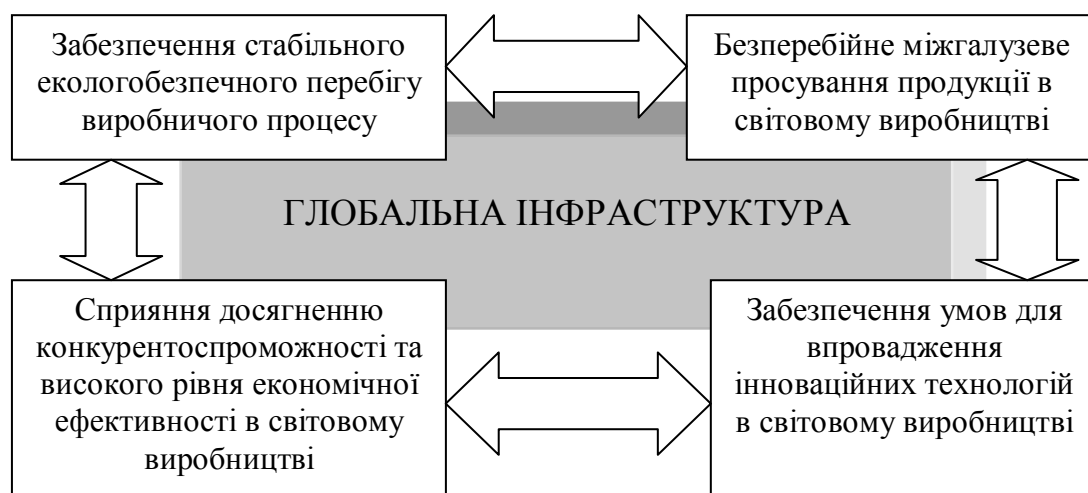 Забезпечення стабільного
екологобезпечного перебігу
виробничого процесу
Безперебійне міжгалузеве
просування продукції в
світовому виробництві
ГЛОБАЛЬНА ІНФРАСТРУКТУРА
Сприяння досягненню
конкурентоспроможності та
високого рівня економічної
ефективності в світовому
виробництві
Забезпечення умов для
впровадження
інноваційних технологій
в світовому виробництві